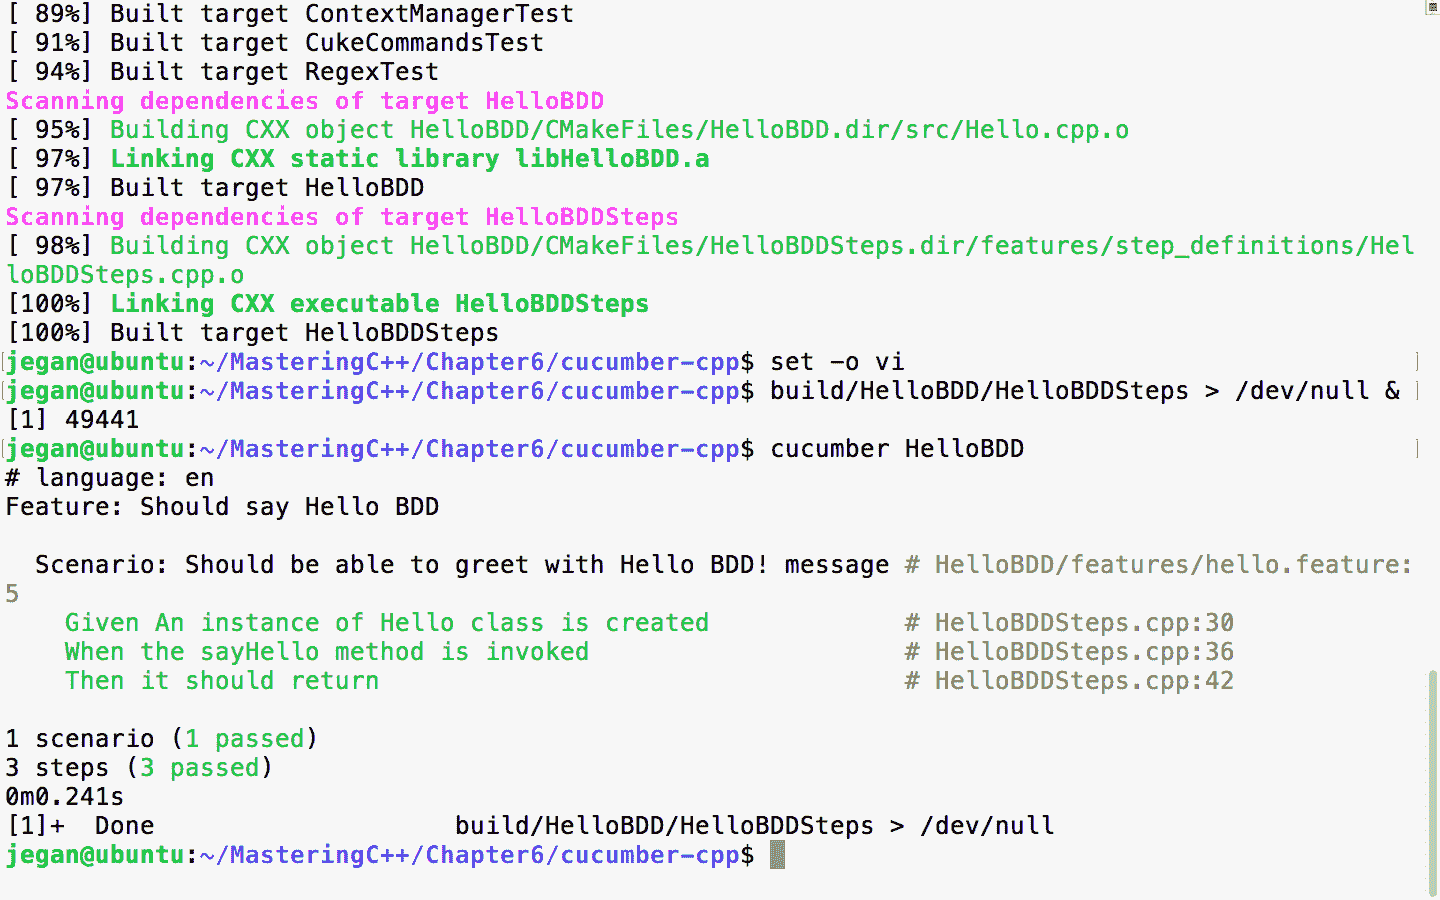 [ 89%] Built target ContextManagerTest
[ 91%] Built target CukeCommandsTest
[ 94%] Built target RegexTest
Scanning dependencies of target HelloBDD
[ 95%] Building CXX object HelloBDD/CMakeFiles/HelloBDD.dir/src/Hello.cpp.o
[ 97%] Linking CXX static library libHelloBDD.a
[ 97%] Built target HelloBDD
Scanning dependencies of target HelloBDDSteps
[ 98%] Building CXX object HelloBDD/CMakeFiles/HelloBDDSteps.dir/features/step_definitions/Hel
loBDDSteps.cpp.o
[100%] Linking CXX executable HelloBDDSteps
[100%] Built target HelloBDDSteps
jegan@ubuntu:~/MasteringC++/Chapter6/cucumber-cpp$ set -o vi
jegan@ubuntu:~/MasteringC++/Chapter6/cucumber-cpp$ build/HelloBDD/HelloBDDSteps > /dev/null &
[1] 49441
jegan@ubuntu:~/MasteringC++/Chapter6/cucumber-cpp$ cucumber HelloBDD
# language: en
Feature: Should say Hello BDD
  Scenario: Should be able to greet with Hello BDD! message # HelloBDD/features/hello.feature:
5
    Given An instance of Hello class is created             # HelloBDDSteps.cpp:30
    When the sayHello method is invoked                     # HelloBDDSteps.cpp:36
    Then it should return                                   # HelloBDDSteps.cpp:42
1 scenario (1 passed)
3 steps (3 passed)
0m0.241s
[1]+  Done                    build/HelloBDD/HelloBDDSteps > /dev/null
jegan@ubuntu:~/MasteringC++/Chapter6/cucumber-cpp$